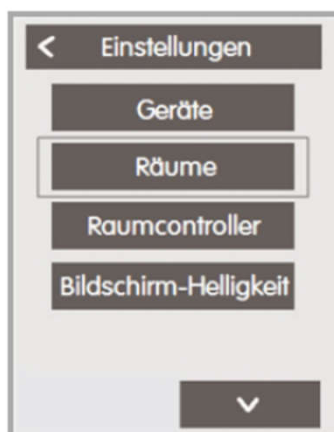 Einstellungen
Geräte
Räume
Raumcontroller
Bildschirm-Helligkeit